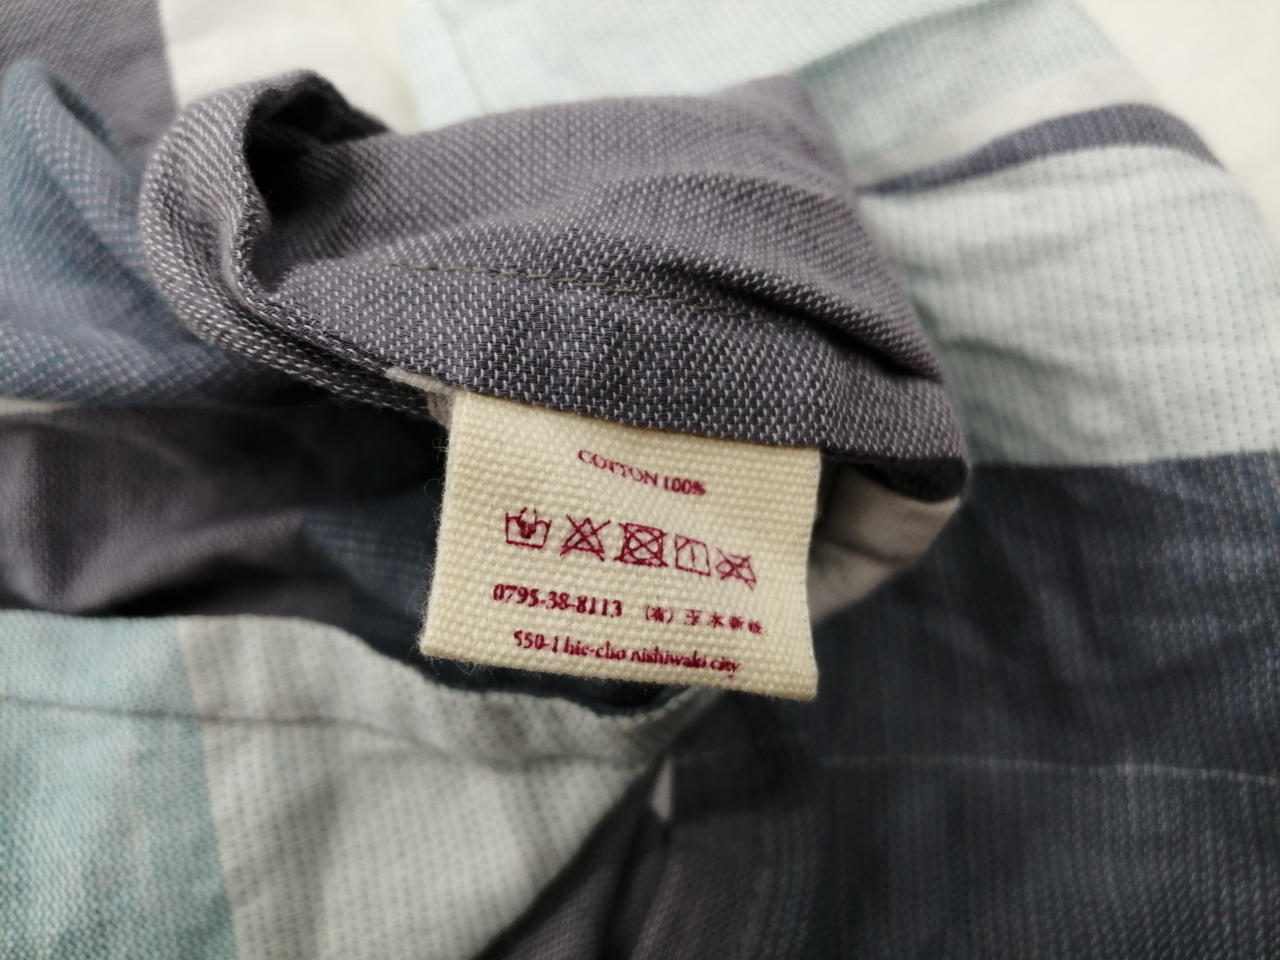 COTTON 100%
0795-38-8113 (有) 玉木新雌
550-1 hie-cho nishiwaki city